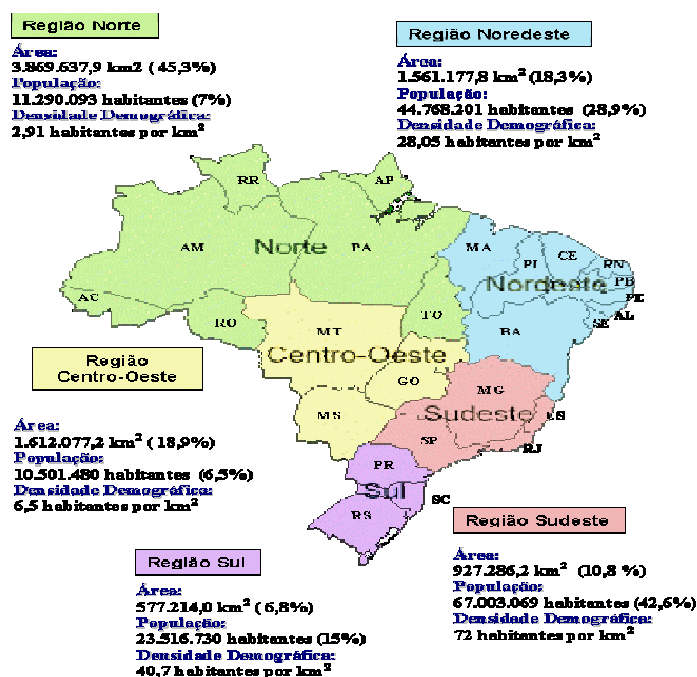 Região Norte
Área:
3.869.637,9 km2 ( 45,3%)
População:
11.290.093 habitantes (7%)
Densidade Demográfica:
2,91 habitantes por km²
Região Noredeste
Área:
1.561.177,8 km² (18,3%)
População:
44.768.201 habitantes (28,9%)
Densidade Demográfica:
28,05 habitantes por km²
RR
AP
AM
Norte
PA
MA
CE
PI
RN
Nordeste
PB
PE
AC
AL
RO
TO
SE
MT
BA
Centro-Oeste
GO
MG
MS
Sudeste
ES
SP
RJ
PR
Sul
SC
RS
Região
Centro-Oeste
Área:
1.612.077,2 km² ( 18,9%)
População:
10.501.480 habitantes (6,5%)
Densidade Demográfica:
6,5 habitantes por km²
Região Sudeste
Área:
927.286,2 km² (10,8 %)
População:
67.003.069 habitantes (42,6%)
Densidade Demográfica:
72 habitantes por km²
Região Sul
Área:
577.214,0 km² ( 6,8%)
População:
23.516.730 habitantes (15%)
Densidade Demográfica:
40,7 habitantes por km²